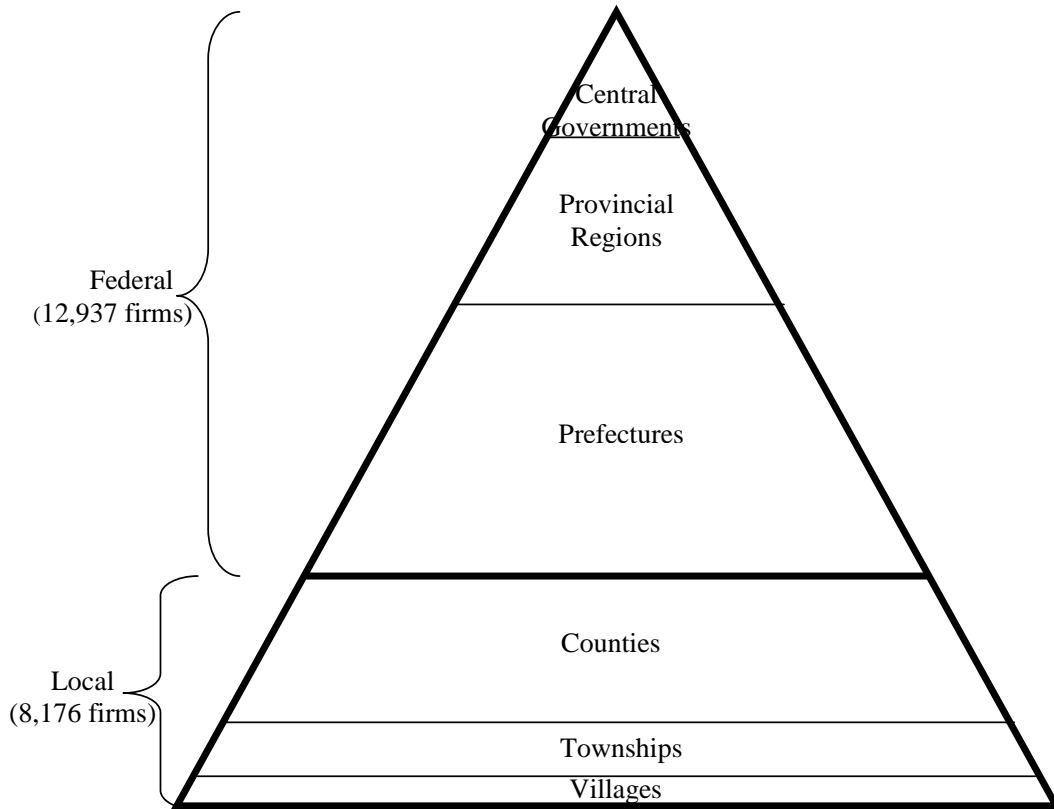 Central
Governments
Provincial
Regions
Federal
(12,937 firms)
Prefectures
Counties
Local
(8,176 firms)
Townships
Villages